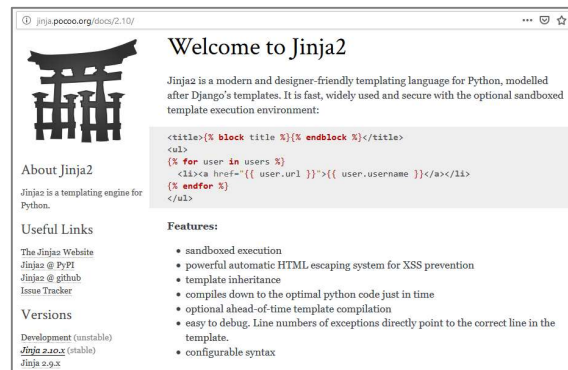 jinja.pocoo.org/docs/2.10/
Welcome to Jinja2
Jinja2 is a modern and designer-friendly templating language for Python, modelled
after Django's templates. It is fast, widely used and secure with the optional sandboxed
template execution environment:
<title>{% block title %}{% endblock %}</title>
<ul>
{% for user in users %}
<li><a href="{{ user.url }}">{{ user.username }}</a></li>
{% endfor %}
</ul>
Features:
• sandboxed execution
• powerful automatic HTML escaping system for XSS prevention
• template inheritance
• compiles down to the optimal python code just in time
• optional ahead-of-time template compilation
• easy to debug. Line numbers of exceptions directly point to the correct line in the
template.
• configurable syntax
About Jinja2
Jinja2 is a templating engine for
Python.
Useful Links
The Jinja2 Website
Jinja2 @ PyPI
Jinja2 @ github
Issue Tracker
Versions
Development (unstable)
Jinja 2.10.x (stable)
Jinja 2.9.x